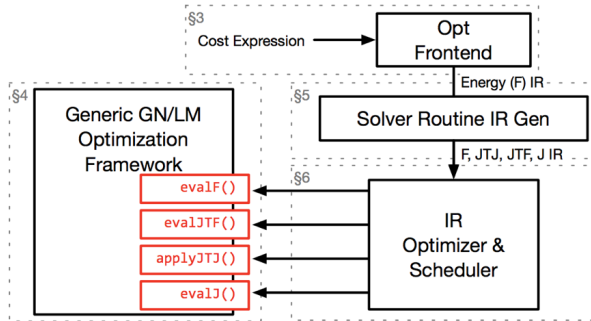 §3
Cost Expression
Opt
Frontend
Energy (F) IR
§4
Generic GN/LM
Optimization
Framework
evalF()
evalJTF()
applyJTJ()
evalJ()
§5
Solver Routine IR Gen
F, JTJ, JTF, J IR
§6
IR
Optimizer &
Scheduler